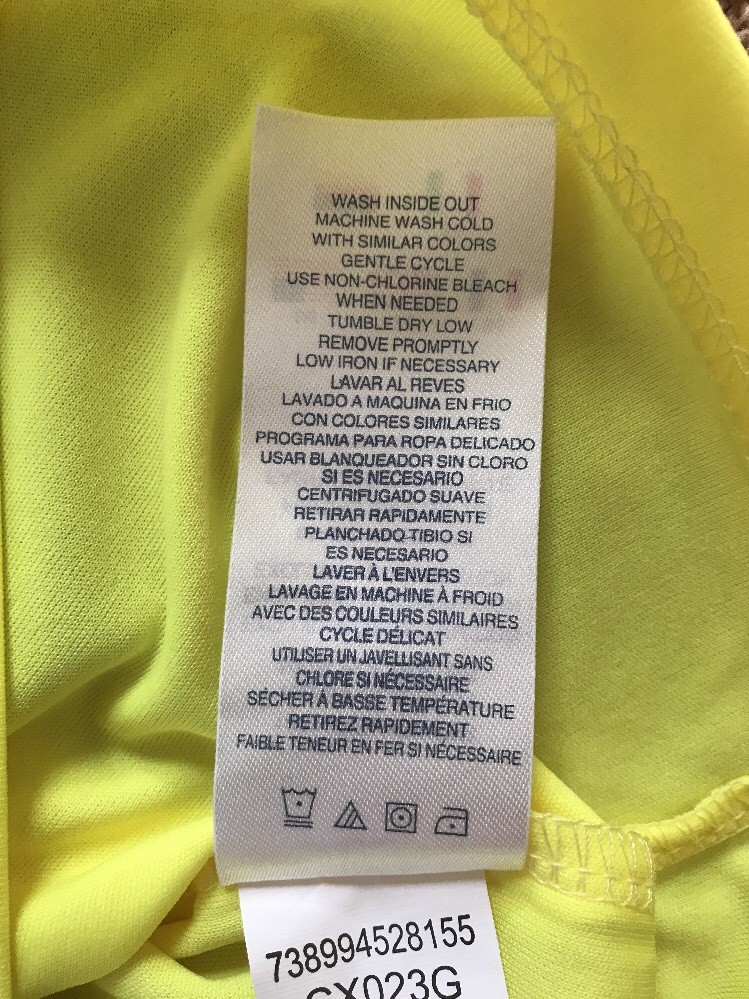 WASH INSIDE OUT
MACHINE WASH COLD
WITH SIMILAR COLORS
GENTLE CYCLE
USE NON-CHLORINE BLEACH
WHEN NEEDED
TUMBLE DRY LOW
REMOVE PROMPTLY
LOW IRON IF NECESSARY
LAVAR AL REVES
LAVADO A MAQUINA EN FRIO
CON COLORES SIMILARES
PROGRAMA PARA ROPA DELICADO
USAR BLANQUEADOR SIN CLORO
SI ES NECESARIO
CENTRIFUGADO SUAVE
RETIRAR RAPIDAMENTE
PLANCHADO TIBIO SI
ES NECESARIO
LAVER À L'ENVERS
LAVAGE EN MACHINE À FROID
AVEC DES COULEURS SIMILAIRES
CYCLE DÉLICAT
UTILISER UN JAVELLISANT SANS
CHLORE SI NÉCESSAIRE
SÉCHER À BASSE TEMPÉRATURE
RETIREZ RAPIDEMENT
FAIBLE TENEUR EN FER SI NÉCESSAIRE
738994528155
CX023G